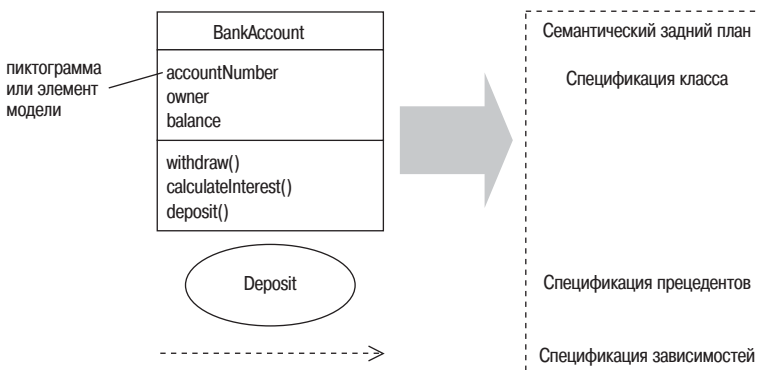 BankAccount
пиктограмма
или элемент
модели
accountNumber
owner
balance
withdraw()
calculateInterest()
deposit()
Deposit
Семантический задний план
Спецификация класса
Спецификация прецедентов
Спецификация зависимостей